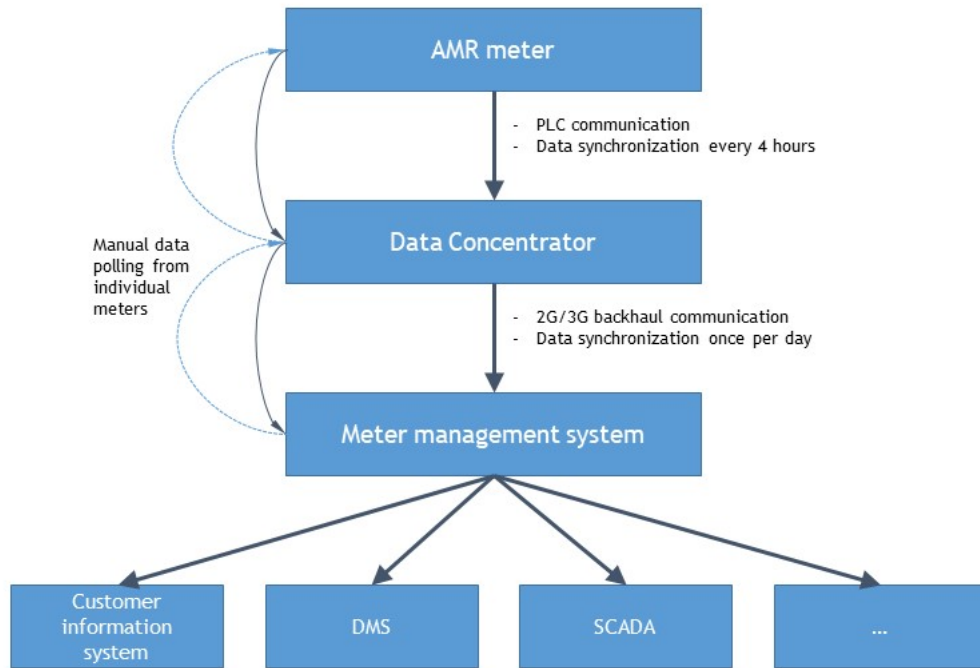 AMR meter
- PLC communication
- Data synchronization every 4 hours
Data Concentrator
Manual data
polling from
individual
meters
- 2G/3G backhaul communication
- Data synchronization once per day
Meter management system
Customer
information
system
DMS
SCADA
...